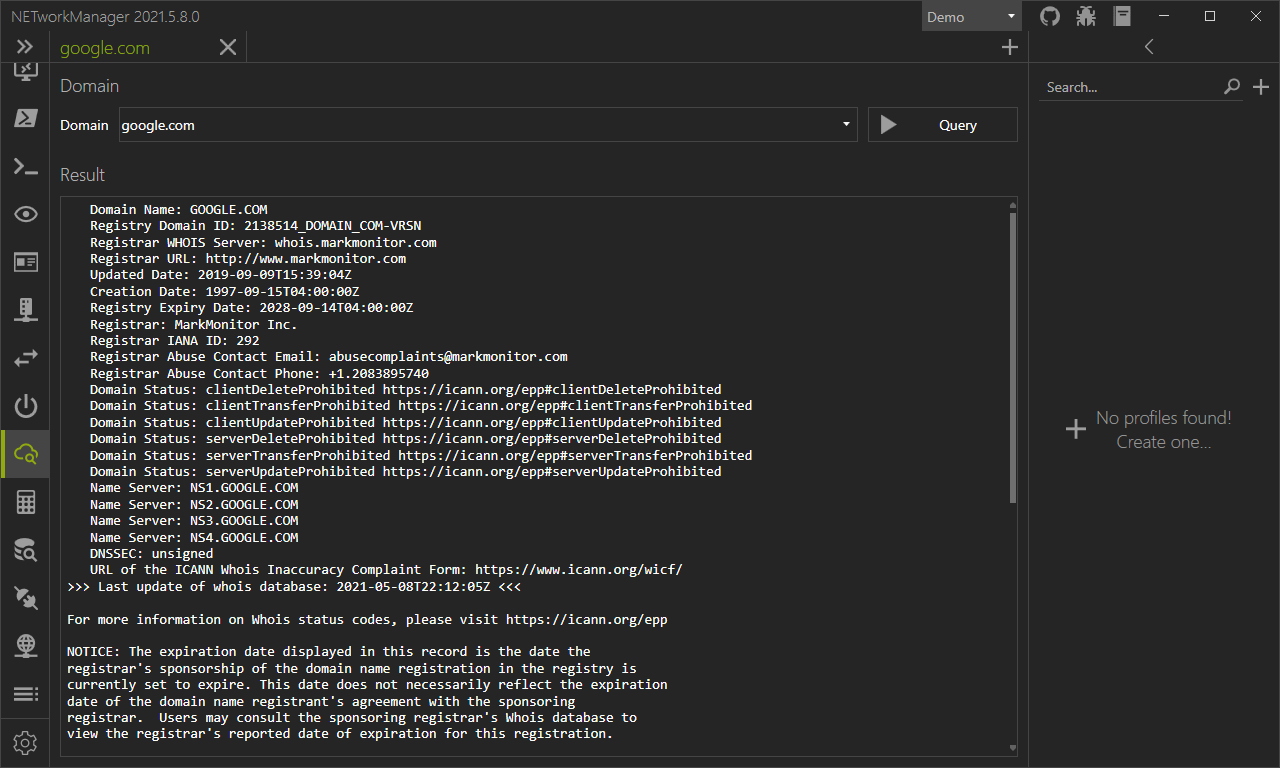 NETworkManager 2021.5.8.0
Demo
google.com
Domain
Domain
google.com
Query
Result
Domain Name: GOOGLE.COM
Registry Domain ID: 2138514_DOMAIN_COM-VRSN
Registrar WHOIS Server: whois.markmonitor.com
Registrar URL: http://www.markmonitor.com
Updated Date: 2019-09-09T15:39:04Z
Creation Date: 1997-09-15T04:00:00Z
Registry Expiry Date: 2028-09-14T04:00:00Z
Registrar: MarkMonitor Inc.
Registrar IANA ID: 292
Registrar Abuse Contact Email: abusecomplaints@markmonitor.com
Registrar Abuse Contact Phone: +1.2083895740
Domain Status: clientDeleteProhibited https://icann.org/epp#clientDeleteProhibited
Domain Status: clientTransferProhibited https://icann.org/epp#clientTransferProhibited
Domain Status: clientUpdateProhibited https://icann.org/epp#clientUpdateProhibited
Domain Status: serverDeleteProhibited https://icann.org/epp#serverDeleteProhibited
Domain Status: serverTransferProhibited https://icann.org/epp#serverTransferProhibited
Domain Status: serverUpdateProhibited https://icann.org/epp#serverUpdateProhibited
Name Server: NS1.GOOGLE.COM
Name Server: NS2.GOOGLE.COM
Name Server: NS3.GOOGLE.COM
Name Server: NS4.GOOGLE.COM
DNSSEC: unsigned
URL of the ICANN Whois Inaccuracy Complaint Form: https://www.icann.org/wicf/
>>> Last update of whois database: 2021-05-08T22:12:05Z <<<
For more information on Whois status codes, please visit https://icann.org/epp
NOTICE: The expiration date displayed in this record is the date the
registrar's sponsorship of the domain name registration in the registry is
currently set to expire. This date does not necessarily reflect the expiration
date of the domain name registrant's agreement with the sponsoring
registrar.  Users may consult the sponsoring registrar's Whois database to
view the registrar's reported date of expiration for this registration.
Search...
No profiles found!
Create one...